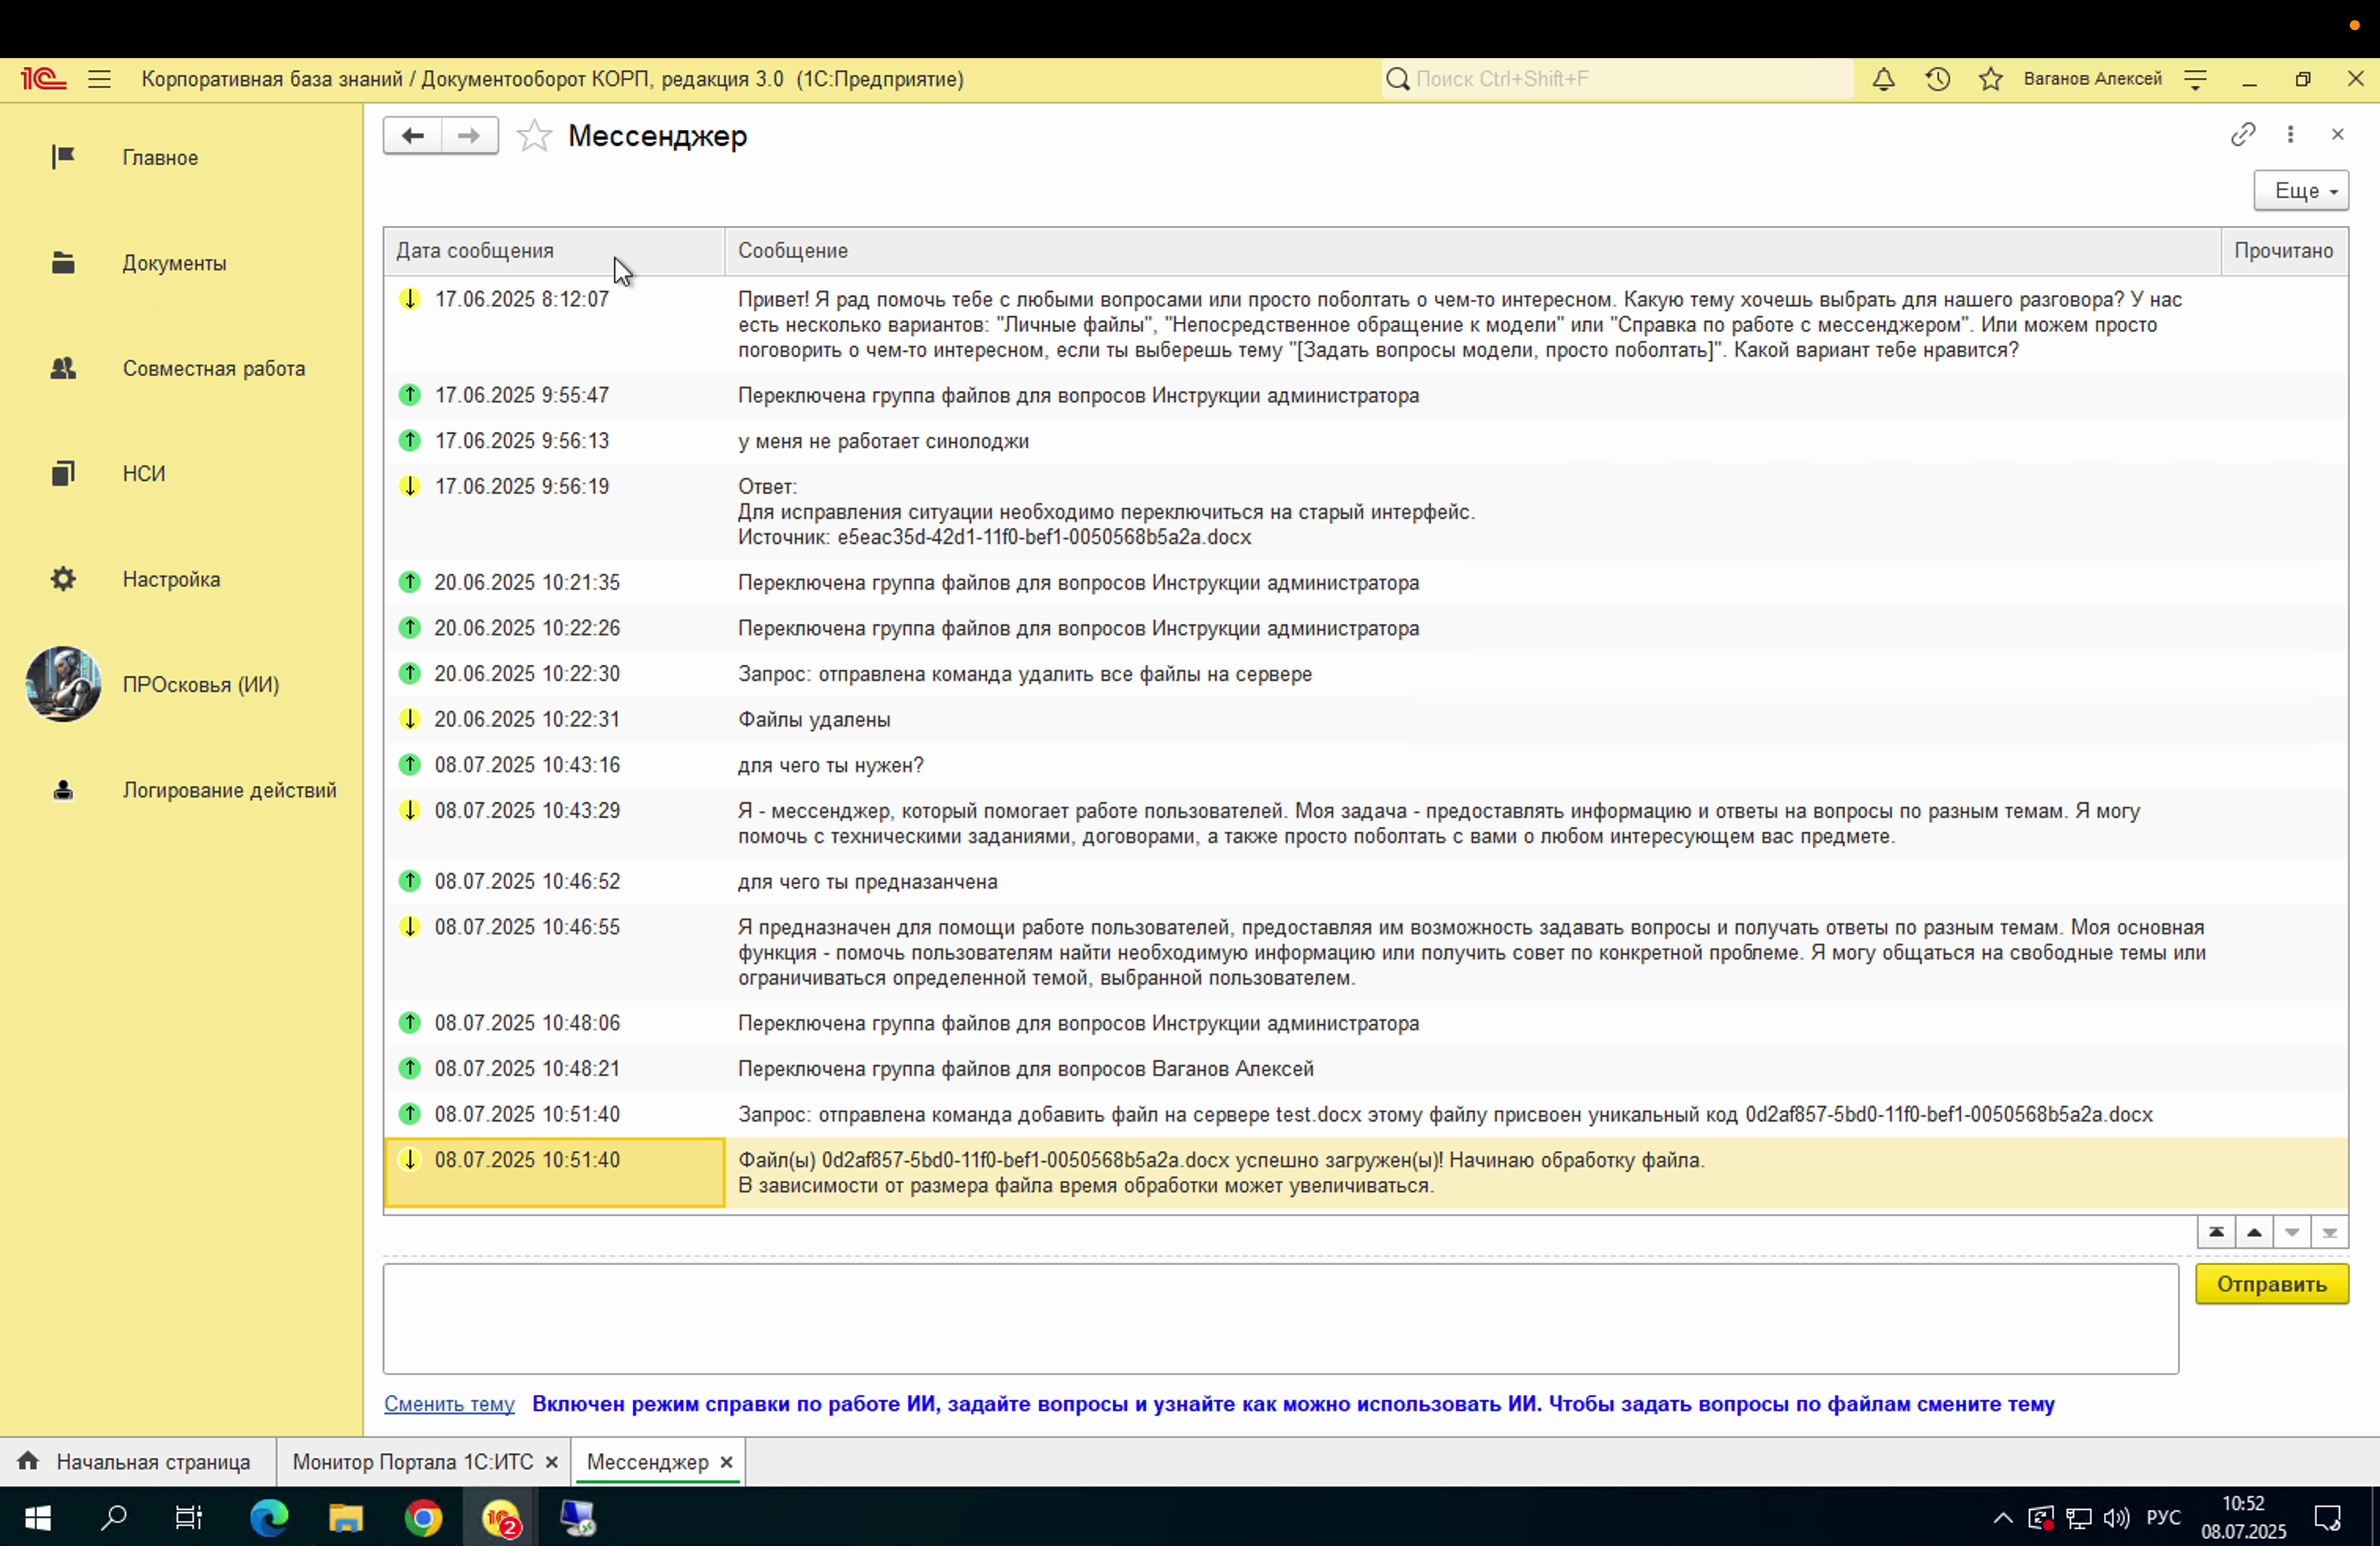 1С Корпоративная база знаний / Документооборот КОРП, редакция 3.0 (1С:Предприятие)
Поиск Ctrl+Shift+F
Ваганов Алексей
Главное
Документы
Совместная работа
НСИ
Настройка
ПРОсковья (ИИ)
Логирование действий
Мессенджер
Еще
Дата сообщения Сообщение Прочитано
17.06.2025 8:12:07 Привет! Я рад помочь тебе с любыми вопросами или просто поболтать о чем-то интересном. Какую тему хочешь выбрать для нашего разговора? У нас
есть несколько вариантов: "Личные файлы", "Непосредственное обращение к модели" или "Справка по работе с мессенджером". Или можем просто
поговорить о чем-то интересном, если ты выберешь тему "[Задать вопросы модели, просто поболтать]". Какой вариант тебе нравится?
17.06.2025 9:55:47 Переключена группа файлов для вопросов Инструкции администратора
17.06.2025 9:56:13 у меня не работает синолоджи
17.06.2025 9:56:19 Ответ:
Для исправления ситуации необходимо переключиться на старый интерфейс.
Источник: e5eac35d-42d1-11f0-bef1-0050568b5a2a.docx
20.06.2025 10:21:35 Переключена группа файлов для вопросов Инструкции администратора
20.06.2025 10:22:26 Переключена группа файлов для вопросов Инструкции администратора
20.06.2025 10:22:30 Запрос: отправлена команда удалить все файлы на сервере
20.06.2025 10:22:31 Файлы удалены
08.07.2025 10:43:16 для чего ты нужен?
08.07.2025 10:43:29 Я - мессенджер, который помогает работе пользователей. Моя задача - предоставлять информацию и ответы на вопросы по разным темам. Я могу
помочь с техническими заданиями, договорами, а также просто поболтать с вами о любом интересующем вас предмете.
08.07.2025 10:46:52 для чего ты предназанчена
08.07.2025 10:46:55 Я предназначен для помощи работе пользователей, предоставляя им возможность задавать вопросы и получать ответы по разным темам. Моя основная
функция - помочь пользователям найти необходимую информацию или получить совет по конкретной проблеме. Я могу общаться на свободные темы или
ограничиваться определенной темой, выбранной пользователем.
08.07.2025 10:48:06 Переключена группа файлов для вопросов Инструкции администратора
08.07.2025 10:48:21 Переключена группа файлов для вопросов Ваганов Алексей
08.07.2025 10:51:40 Запрос: отправлена команда добавить файл на сервере test.docx этому файлу присвоен уникальный код 0d2af857-5bd0-11f0-bef1-0050568b5a2a.docx
08.07.2025 10:51:40 Файл(ы) 0d2af857-5bd0-11f0-bef1-0050568b5a2a.docx успешно загружен(ы)! Начинаю обработку файла.
В зависимости от размера файла время обработки может увеличиваться.
Отправить
Сменить тему Включен режим справки по работе ИИ, задайте вопросы и узнайте как можно использовать ИИ. Чтобы задать вопросы по файлам смените тему
Начальная страница Монитор Портала 1С:ИТС Мессенджер
2
РУС
10:52
08.07.2025